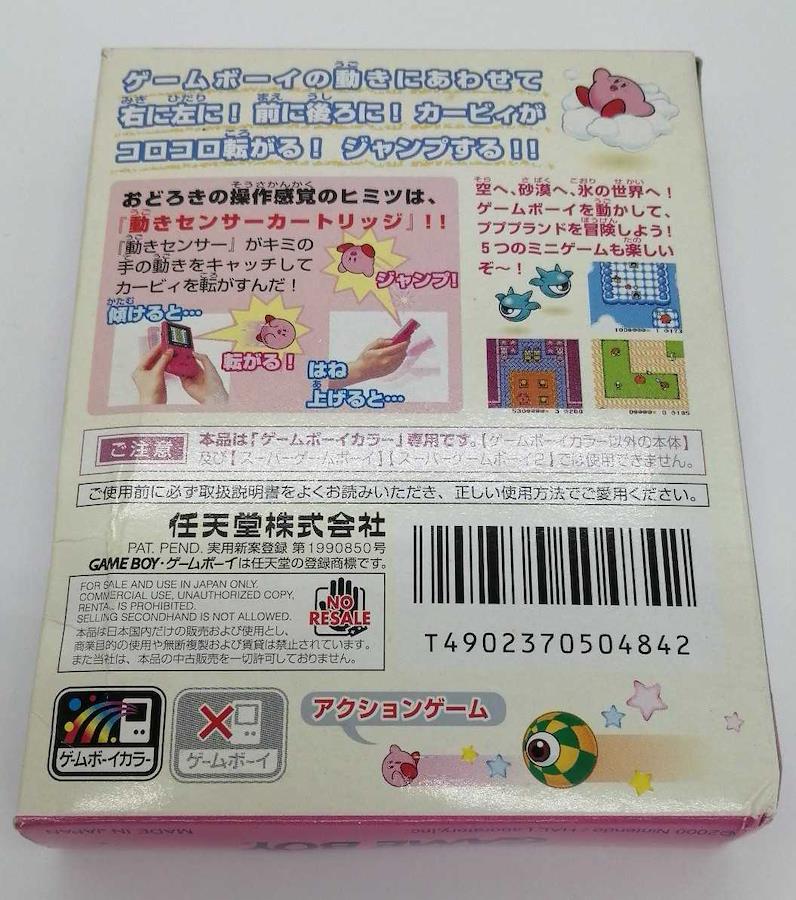 ゲームボーイの動きにあわせて
右に左に! 前に後ろに! カービィが
コロコロ転がる! ジャンプする!!
おどろきの操作感覚のヒミツは、
『動きセンサーカートリッジ』!!
『動きセンサー』がキミの
手の動きをキャッチして
カービィを転がすんだ!
ジャンプ!
傾けると…
転がる!
はね
上げると…
空へ、砂漠へ、氷の世界へ!
ゲームボーイを動かして、
プププランドを冒険しよう!
5つのミニゲームも楽しい
ぞ〜!
ご注意
本品は『ゲームボーイカラー』専用です。【ゲームボーイカラー以外の本体】
及び【スーパーゲームボーイ】【スーパーゲームボーイ2】では使用できません。
ご使用前に必ず取扱説明書をよくお読みいただき、正しい使用方法でご愛用ください。
任天堂株式会社
PAT. PEND. 実用新案登録 第1990850号
GAME BOY・ゲームボーイは任天堂の登録商標です。
FOR SALE AND USE IN JAPAN ONLY.
COMMERCIAL USE, UNAUTHORIZED COPY,
RENTAL IS PROHIBITED.
SELLING SECONDHAND IS NOT ALLOWED.
本品は日本国内だけの販売および使用とし、
商業目的の使用や無断複製および賃貸は禁止されています。
また当社は、本品の中古販売を一切許可しておりません。
NO
RESALE
T4902370504842
ゲームボーイカラー
ゲームボーイ
アクションゲーム
MADE IN JAPAN
GAME BOY
©2000 Nintendo / HAL Laboratory,Inc.